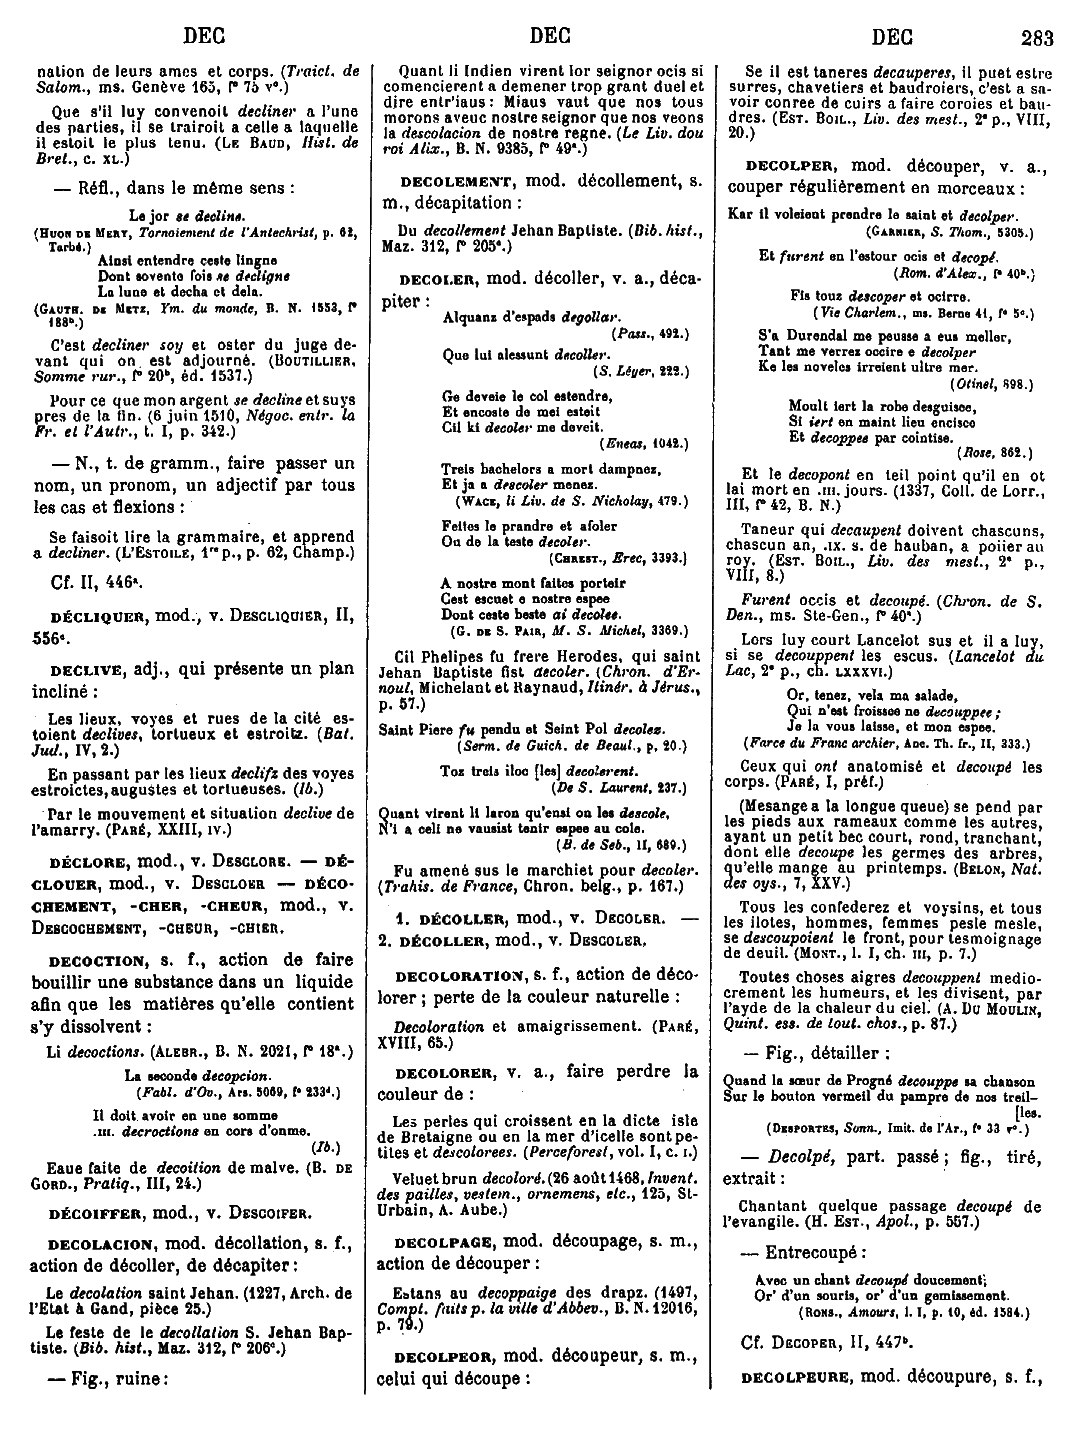 DEC
DEC
DEC
283
nation de leurs ames et corps. (Traict. de
Salom., ms. Genève 165, fº 75 vº.)
Que s'il luy convenoit decliner a l'une
des parties, il se trairoit a celle a laquelle
il estoit le plus tenu. (LE BAUD, Hist. de
Bret., c. XL.)
— Réfl., dans le même sens :
Le jor se decline.
(HUON DE MERY, Tornoiement de l'Antechrist, p. 62,
Tarbé.)
Ainsi entendre ceste lingne
Dont sovente fois se decligne
La lune et decha et dela.
(GAUTH. DE METZ, Ym. du monde, B. N. 1553, fº
188ᵇ.)
C'est decliner soy et oster du juge de-
vant qui on est adjourné. (BOUTILLIER,
Somme rur., fº 20ᵇ, éd. 1537.)
Pour ce que mon argent se decline et suys
pres de la fin. (6 juin 1510, Négoc. entr. la
Fr. et l'Autr., t. I, p. 342.)
— N., t. de gramm., faire passer un
nom, un pronom, un adjectif par tous
les cas et flexions :
Se faisoit lire la grammaire, et apprend
a decliner. (L'ESTOILE, 1ʳᵉ p., p. 62, Champ.)
Cf. II, 446ᵃ.
DÉCLIQUER, mod., v. DESCLIQUIER, II,
556ᶜ.
DECLIVE, adj., qui présente un plan
incliné :
Les lieux, voyes et rues de la cité es-
toient declives, tortueux et estroitz. (Bat.
Jud., IV, 2.)
En passant par les lieux declifz des voyes
estroictes, augustes et tortueuses. (Ib.)
Par le mouvement et situation declive de
l'amarry. (PARÉ, XXIII, IV.)
DÉCLORE, mod., v. DESCLORE. — DÉ-
CLOUER, mod., v. DESCLOER — DÉCO-
CHEMENT, -CHER, -CHEUR, mod., v.
DESCOCHEMENT, -CHEUR, -CHIER.
DECOCTION, s. f., action de faire
bouillir une substance dans un liquide
afin que les matières qu'elle contient
s'y dissolvent :
Li decoctions. (ALEBR., B. N. 2021, fº 18ᵃ.)
La seconde decopcion.
(Fabl. d'Ov., Ars. 5069, fº 233ᵈ.)
Il doit avoir en une somme
.III. decroctions en cors d'onme.
(Ib.)
Eaue faite de decoition de malve. (B. DE
GORD., Pratiq., III, 24.)
DÉCOIFFER, mod., v. DESCOIFER.
DECOLACION, mod. décollation, s. f.,
action de décoller, de décapiter :
Le decolation saint Jehan. (1227, Arch. de
l'Etat à Gand, pièce 25.)
Le feste de le decollation S. Jehan Bap-
tiste. (Bib. hist., Maz. 312, fº 206ᵃ.)
— Fig., ruine :
Quant li Indien virent lor seignor ocis si
comencierent a demener trop grant duel et
dire entr'iaus : Miaus vaut que nos tous
morons aveuc nostre seignor que nos veons
la descolacion de nostre regne. (Le Liv. dou
roi Alix., B. N. 9385, fº 49ᵃ.)
DECOLEMENT, mod. décollement, s.
m., décapitation :
Du decollement Jehan Baptiste. (Bib. hist.,
Maz. 312, fº 205ᵃ.)
DECOLER, mod. décoller, v. a., déca-
piter :
Alquanz d'espads degollar.
(Pass., 492.)
Que lui alessunt decoller.
(S. Léger, 222.)
Ge deveie le col estendre,
Et encoste de mei esteit
Cil ki decoler me deveit.
(Eneas, 1042.)
Treis bachelors a mort dampnez,
Et ja a descoler menez.
(WACE, li Liv. de S. Nicholay, 479.)
Feites le prandre et afoler
Ou de la teste decoler.
(CHREST., Erec, 3393.)
A nostre mont faites porteir
Cest escuet e nostre espee
Dont ceste beste ai decolee.
(G. DE S. PAIR, M. S. Michel, 3369.)
Cil Phelipes fu frere Herodes, qui saint
Jehan Baptiste fist decoler. (Chron. d'Er-
noul, Michelant et Raynaud, Itinér. à Jérus.,
p. 57.)
Saint Piere fu pendu et Seint Pol decolez.
(Serm. de Guich. de Beaul., p. 20.)
Toz treis iloc [les] decolerent.
(De S. Laurent, 237.)
Quant virent li laron qu'ensi on les descole,
N'i a celi ne vausist tenir espee au cole.
(B. de Seb., II, 689.)
Fu amené sus le marchiet pour decoler.
(Trahis. de France, Chron. belg., p. 167.)
1. DÉCOLLER, mod., v. DECOLER. —
2. DÉCOLLER, mod., v. DESCOLER.
DECOLORATION, s. f., action de déco-
lorer ; perte de la couleur naturelle :
Decoloration et amaigrissement. (PARÉ,
XVIII, 65.)
DECOLORER, v. a., faire perdre la
couleur de :
Les perles qui croissent en la dicte isle
de Bretaigne ou en la mer d'icelle sont pe-
tites et descolorees. (Perceforest, vol. I, c. I.)
Veluet brun decoloré. (26 août 1468, Invent.
des pailles, vestem., ornemens, etc., 125, St-
Urbain, A. Aube.)
DECOLPAGE, mod. découpage, s. m.,
action de découper :
Estans au decoppaige des drapz. (1497,
Compt. faits p. la ville d'Abbev., B. N. 12016,
p. 79.)
DECOLPEOR, mod. découpeur, s. m.,
celui qui découpe :
Se il est taneres decauperes, il puet estre
surres, chavetiers et baudroiers, c'est a sa-
voir conree de cuirs a faire coroies et bau-
dres. (EST. BOIL., Liv. des mest., 2ᵉ p., VIII,
20.)
DECOLPER, mod. découper, v. a.,
couper régulièrement en morceaux :
Kar il voleient prendre le saint et decolper.
(GARNIER, S. Thom., 5305.)
Et furent en l'estour ocis et decopé.
(Rom. d'Alex., fº 40ᵇ.)
Fis touz descoper et ocirre.
(Vie Charlem., ms. Berne 41, fº 5ᶜ.)
S'a Durendal me peusse a eus meller,
Tant me verrez occire e decolper
Ke les noveles irreient ultre mer.
(Otinel, 898.)
Moult iert la robe desguisee,
Si iert en maint lieu encisee
Et decoppee par cointise.
(Rose, 862.)
Et le decopont en teil point qu'il en ot
lai mort en .III. jours. (1337, Coll. de Lorr.,
III, fº 42, B. N.)
Taneur qui decaupent doivent chascuns,
chascun an, .IX. s. de hauban, a poiier au
roy. (EST. BOIL., Liv. des mest., 2ᵉ p.,
VIII, 8.)
Furent occis et decoupé. (Chron. de S.
Den., ms. Ste-Gen., fº 40ᵃ.)
Lors luy court Lancelot sus et il a luy,
si se decouppent les escus. (Lancelot du
Lac, 2ᵉ p., ch. LXXXVI.)
Or, tenez, vela ma salade,
Qui n'est froissee ne decouppee ;
Je la vous laisse, et mon espee.
(Farce du Franc archier, Anc. Th. fr., II, 333.)
Ceux qui ont anatomisé et decoupé les
corps. (PARÉ, I, préf.)
(Mesange a la longue queue) se pend par
les pieds aux rameaux comme les autres,
ayant un petit bec court, rond, tranchant,
dont elle decoupe les germes des arbres,
qu'elle mange au printemps. (BELON, Nat.
des oys., 7, XXV.)
Tous les confederez et voysins, et tous
les ilotes, hommes, femmes pesle mesle,
se descoupoient le front, pour tesmoignage
de deuil. (MONT., l. I, ch. III, p. 7.)
Toutes choses aigres decouppent medio-
crement les humeurs, et les divisent, par
l'ayde de la chaleur du ciel. (A. DU MOULIN,
Quint. ess. de tout. chos., p. 87.)
— Fig., détailler :
Quand la sœur de Progné decouppe sa chanson
Sur le bouton vermeil du pampre de nos treil-
[les.
(DESPORTES, Sonn., Imit. de l'Ar., fº 33 rº.)
— Decolpé, part. passé ; fig., tiré,
extrait :
Chantant quelque passage decoupé de
l'evangile. (H. EST., Apol., p. 557.)
— Entrecoupé :
Avec un chant decoupé doucement,
Or' d'un souris, or' d'un gemissement.
(RONS., Amours, l. I, p. 10, éd. 1584.)
Cf. DECOPER, II, 447ᵇ.
DECOLPEURE, mod. découpure, s. f.,